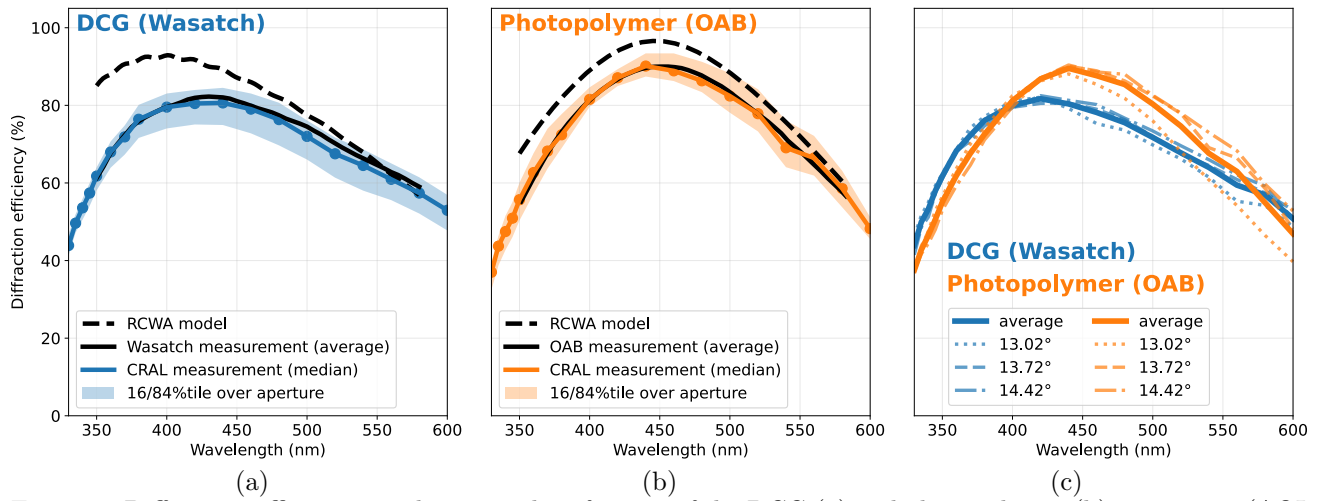 DCG (Wasatch)
Diffraction efficiency (%)
100
80
60
40
20
0
RCWA model
Wasatch measurement (average)
CRAL measurement (median)
16/84%tile over aperture
350 400 450 500 550 600
Wavelength (nm)
(a)
Photopolymer (OAB)
RCWA model
OAB measurement (average)
CRAL measurement (median)
16/84%tile over aperture
350 400 450 500 550 600
Wavelength (nm)
(b)
DCG (Wasatch)
Photopolymer (OAB)
average average
13.02° 13.02°
13.72° 13.72°
14.42° 14.42°
350 400 450 500 550 600
Wavelength (nm)
(c)